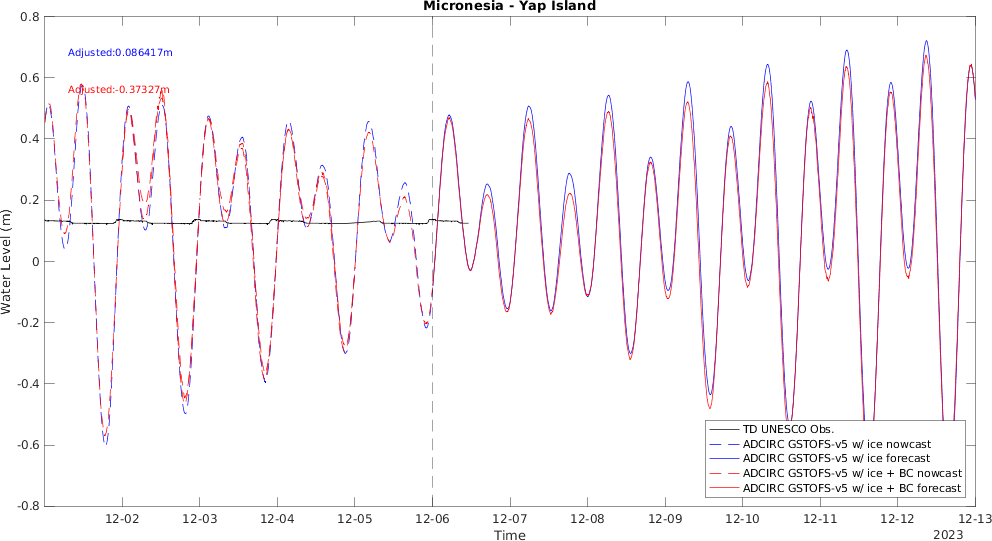 Micronesia - Yap Island
Adjusted:0.086417m
Adjusted:-0.37327m
Water Level (m)
0.8
0.6
0.4
0.2
0
-0.2
-0.4
-0.6
-0.8
TD UNESCO Obs.
ADCIRC GSTOFS-v5 w/ ice nowcast
ADCIRC GSTOFS-v5 w/ ice forecast
ADCIRC GSTOFS-v5 w/ ice + BC nowcast
ADCIRC GSTOFS-v5 w/ ice + BC forecast
12-02 12-03 12-04 12-05 12-06 12-07 12-08 12-09 12-10 12-11 12-12 12-13
Time
2023